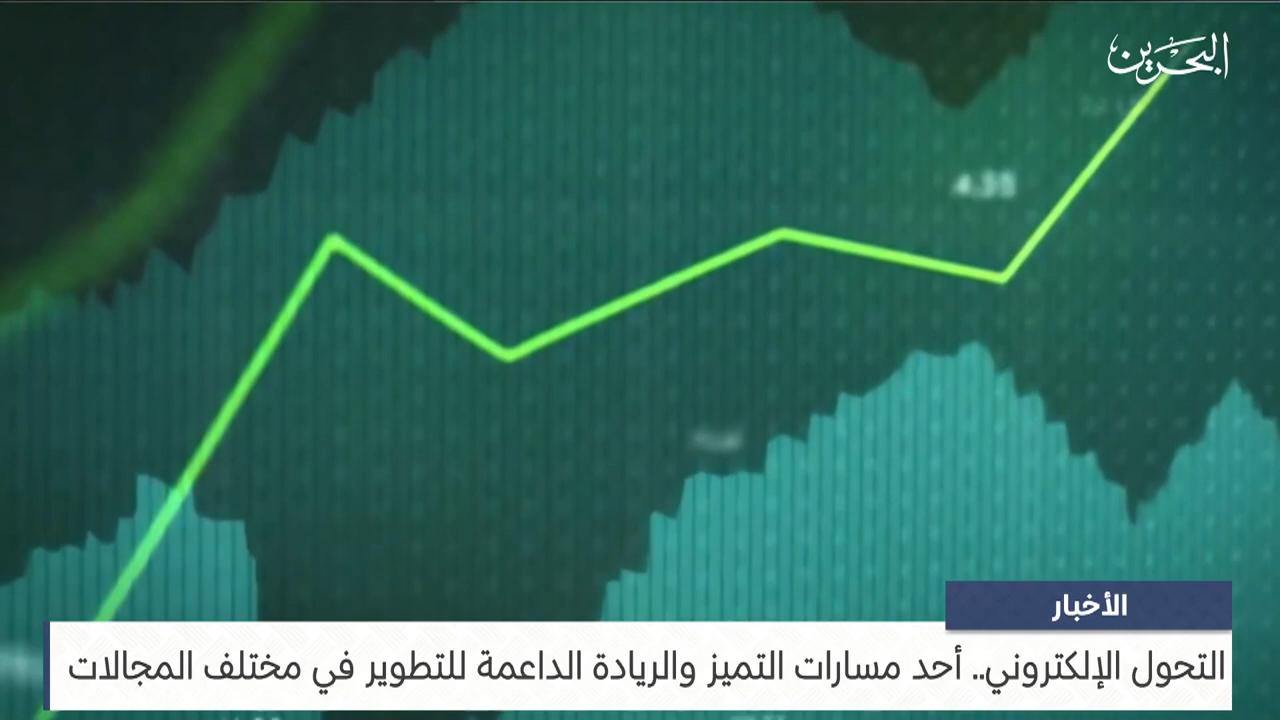 البحرين
4.35
الأخبار
التحول الإلكتروني.. أحد مسارات التميز والريادة الداعمة للتطوير في مختلف المجالات